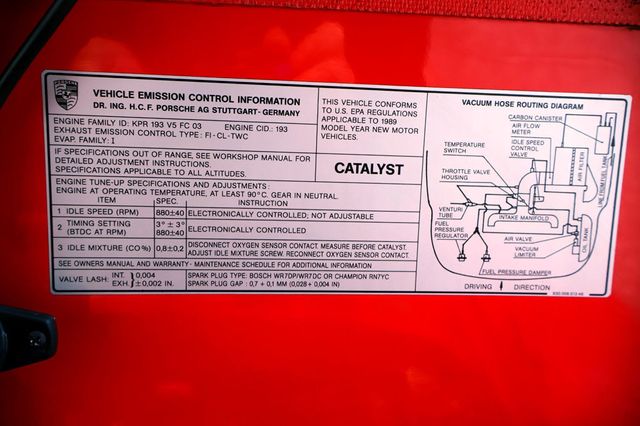 PORSCHE
VEHICLE EMISSION CONTROL INFORMATION
DR. ING. H.C.F. PORSCHE AG STUTTGART - GERMANY
ENGINE FAMILY ID: KPR 193 V5 FC 03 ENGINE CID: 193
EXHAUST EMISSION CONTROL TYPE: FI-CL-TWC
EVAP. FAMILY: I
IF SPECIFICATIONS OUT OF RANGE, SEE WORKSHOP MANUAL FOR
DETAILED ADJUSTMENT INSTRUCTIONS.
SPECIFICATIONS APPLICABLE TO ALL ALTITUDES.
THIS VEHICLE CONFORMS
TO U.S. EPA REGULATIONS
APPLICABLE TO 1989
MODEL YEAR NEW MOTOR
VEHICLES.
CATALYST
ENGINE TUNE-UP SPECIFICATIONS AND ADJUSTMENTS:
ENGINE AT OPERATING TEMPERATURE, AT LEAST 90°C. GEAR IN NEUTRAL.
ITEM SPEC. INSTRUCTION
1 IDLE SPEED (RPM) 880±40 ELECTRONICALLY CONTROLLED; NOT ADJUSTABLE
2 TIMING SETTING (BTDC AT RPM) 3° ± 3° 880±40 ELECTRONICALLY CONTROLLED
3 IDLE MIXTURE (CO%) 0,8±0,2 DISCONNECT OXYGEN SENSOR CONTACT. MEASURE BEFORE CATALYST.
ADJUST IDLE MIXTURE SCREW. RECONNECT OXYGEN SENSOR CONTACT.
SEE OWNERS MANUAL AND WARRANTY - MAINTENANCE SCHEDULE FOR ADDITIONAL INFORMATION
VALVE LASH: INT. EXH. } 0,004 ± 0.002 IN.
SPARK PLUG TYPE: BOSCH WR7DP/WR7DC OR CHAMPION RN7YC
SPARK PLUG GAP : 0,7 + 0,1 MM (0,028 + 0,004 IN)
VACUUM HOSE ROUTING DIAGRAM
CARBON CANISTER
AIR FLOW
METER
IDLE SPEED
CONTROL
VALVE
TEMPERATURE
SWITCH
THROTTLE VALVE
HOUSING
AIR FILTER
LINE FROM FUEL TANK
VENTURI
TUBE
INTAKE MANIFOLD
FUEL
PRESSURE
REGULATOR
AIR VALVE
VACUUM
LIMITER
OIL TANK
FUEL PRESSURE DAMPER
DRIVING DIRECTION